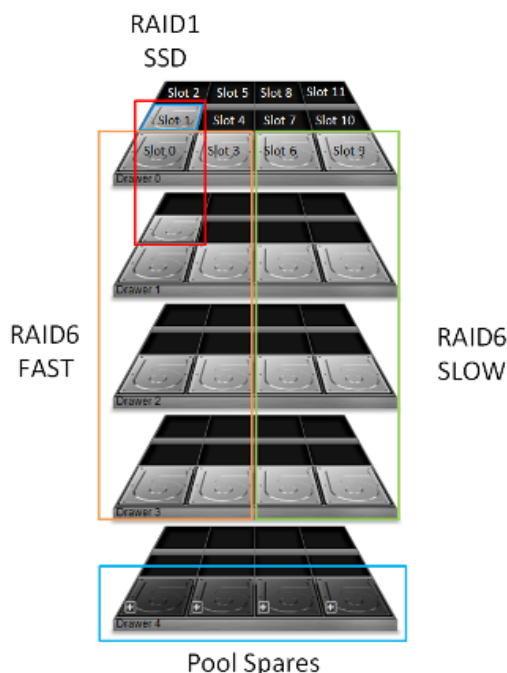 RAID1
SSD
Slot 2 Slot 5 Slot 8 Slot 11
Slot 1 Slot 4 Slot 7 Slot 10
Slot 0 Slot 3 Slot 6 Slot 9
Drawer 0
Drawer 1
RAID6
FAST
RAID6
SLOW
Drawer 2
Drawer 3
Drawer 4
Pool Spares